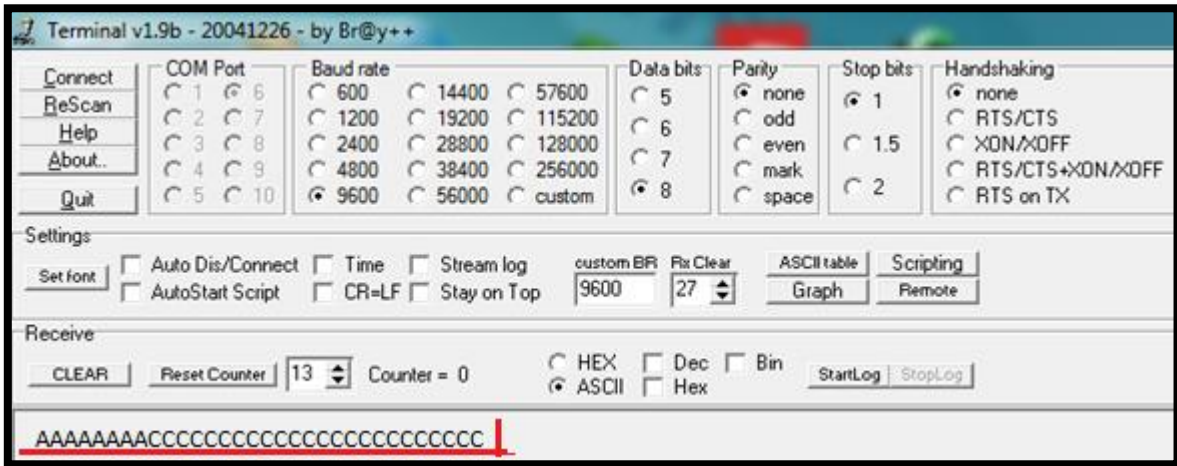 Terminal v1.9b - 20041226 - by Br@y++
Connect
ReScan
Help
About..
Quit
COM Port
1 6
2 7
3 8
4 9
5 10
Baud rate
600 14400 57600
1200 19200 115200
2400 28800 128000
4800 38400 256000
9600 56000 custom
Data bits
5
6
7
8
Parity
none
odd
even
mark
space
Stop bits
1
1.5
2
Handshaking
none
RTS/CTS
XON/XOFF
RTS/CTS+XON/XOFF
RTS on TX
Settings
Set font
Auto Dis/Connect Time Stream log
AutoStart Script CR=LF Stay on Top
custom BR Rx Clear
9600 27
ASCII table Scripting
Graph Remote
Receive
CLEAR Reset Counter 13 Counter = 0
HEX Dec Bin
ASCII Hex
StartLog StopLog
AAAAAAAACCCCCCCCCCCCCCCCCCCCCCCC